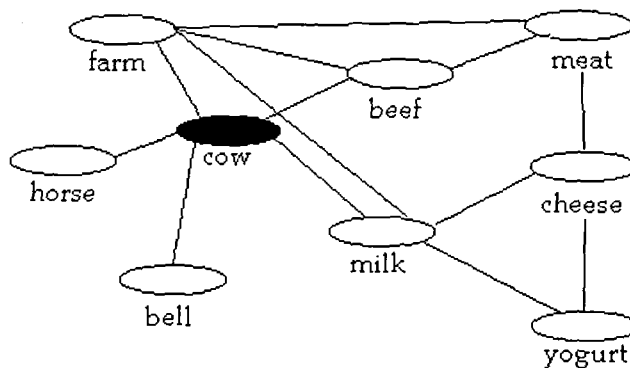 farm
meat
beef
cow
horse
cheese
milk
bell
yogurt